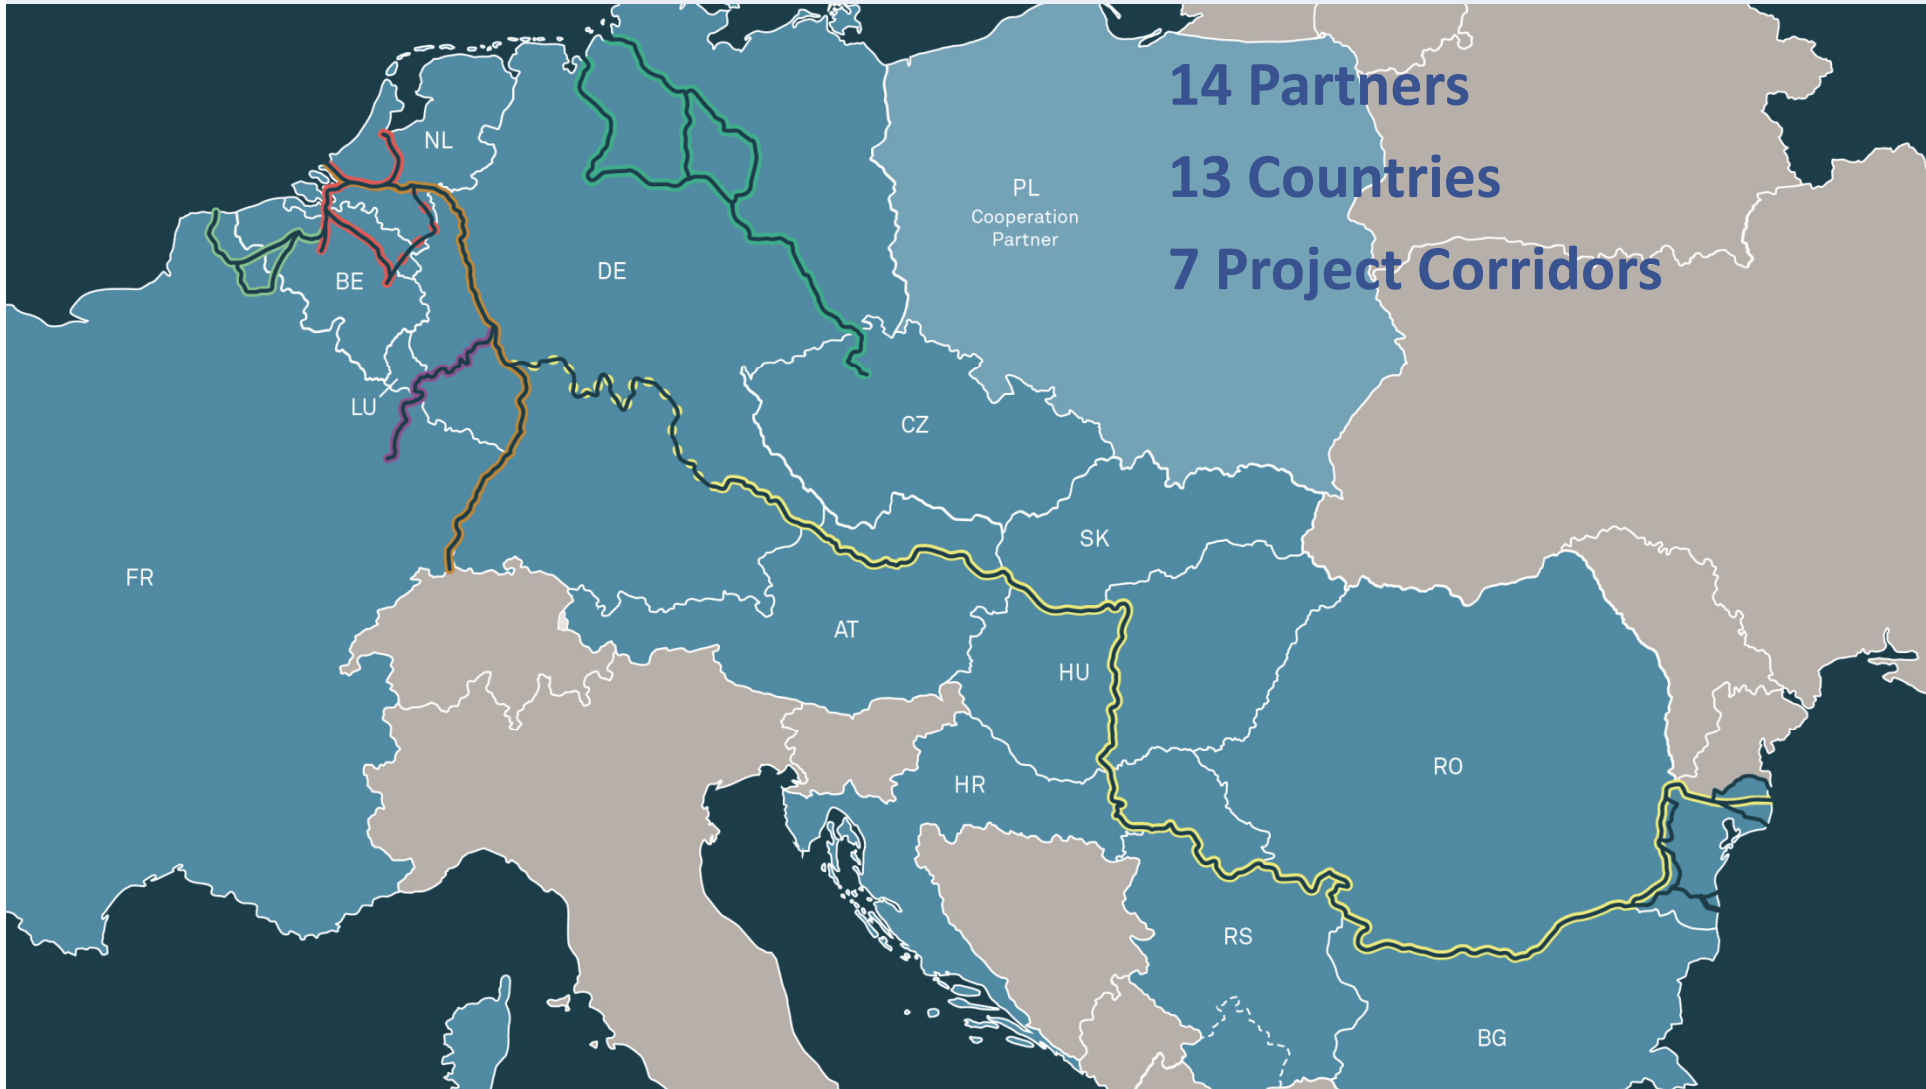 14 Partners
13 Countries
7 Project Corridors
NL
PL
Cooperation
Partner
DE
BE
LU
CZ
SK
FR
AT
HU
RO
HR
RS
BG